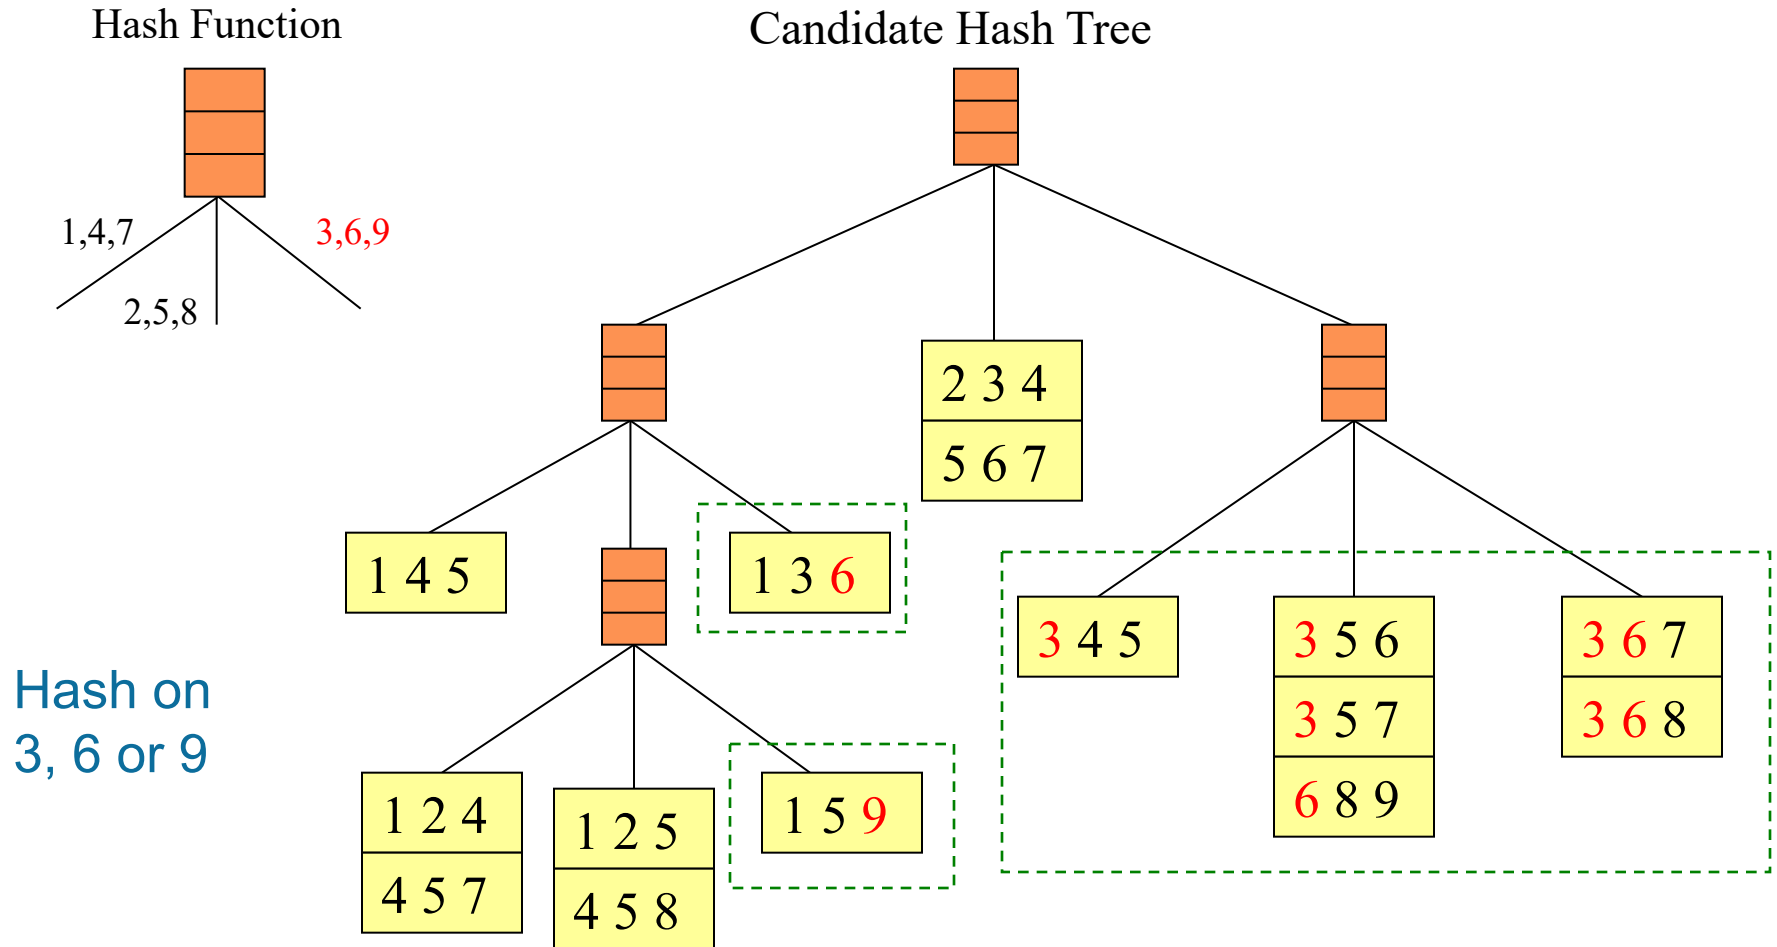 Hash Function
Candidate Hash Tree
1,4,7
3,6,9
2,5,8
2 3 4
5 6 7
1 4 5
1 3 6
3 4 5
3 5 6
3 6 7
3 5 7
3 6 8
6 8 9
Hash on
3, 6 or 9
1 2 4
1 2 5
1 5 9
4 5 7
4 5 8